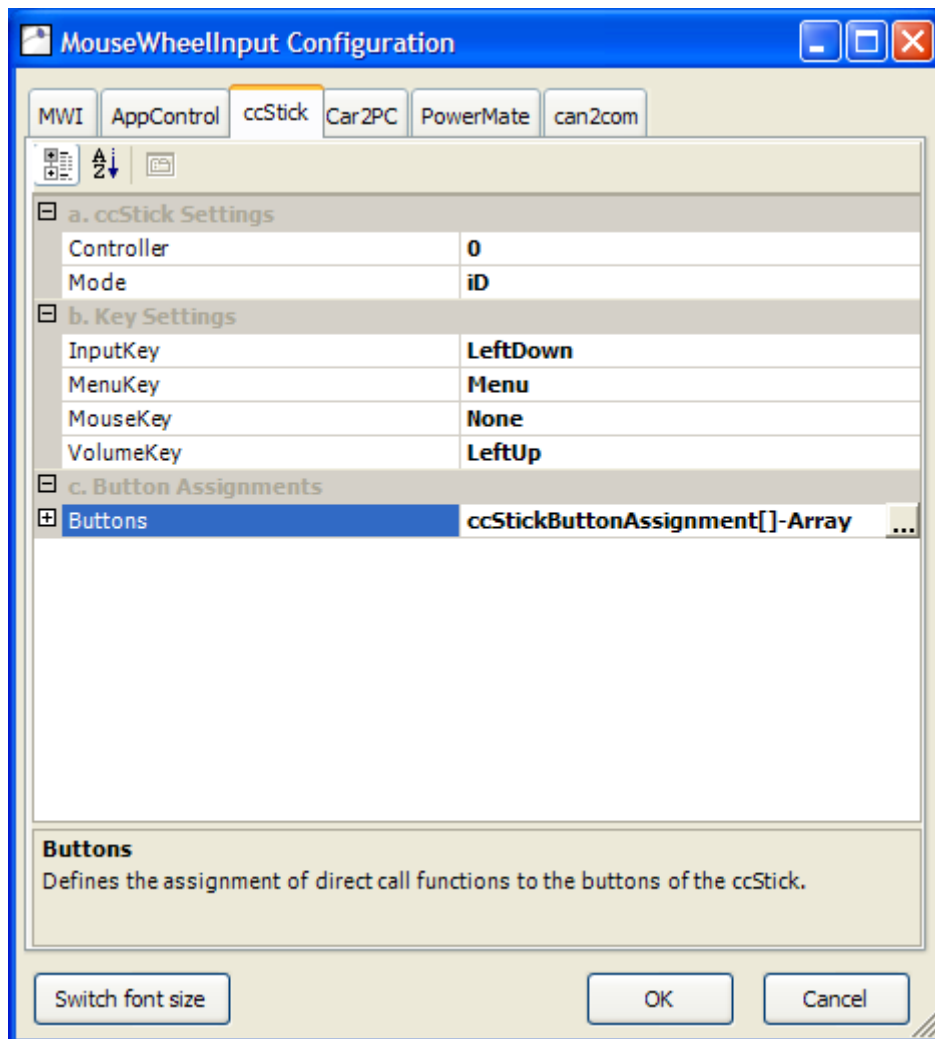 MouseWheelInput Configuration
MWI AppControl ccStick Car2PC PowerMate can2com
a. ccStick Settings
Controller 0
Mode iD
b. Key Settings
InputKey LeftDown
MenuKey Menu
MouseKey None
VolumeKey LeftUp
c. Button Assignments
Buttons ccStickButtonAssignment[]-Array ...
Buttons
Defines the assignment of direct call functions to the buttons of the ccStick.
Switch font size OK Cancel